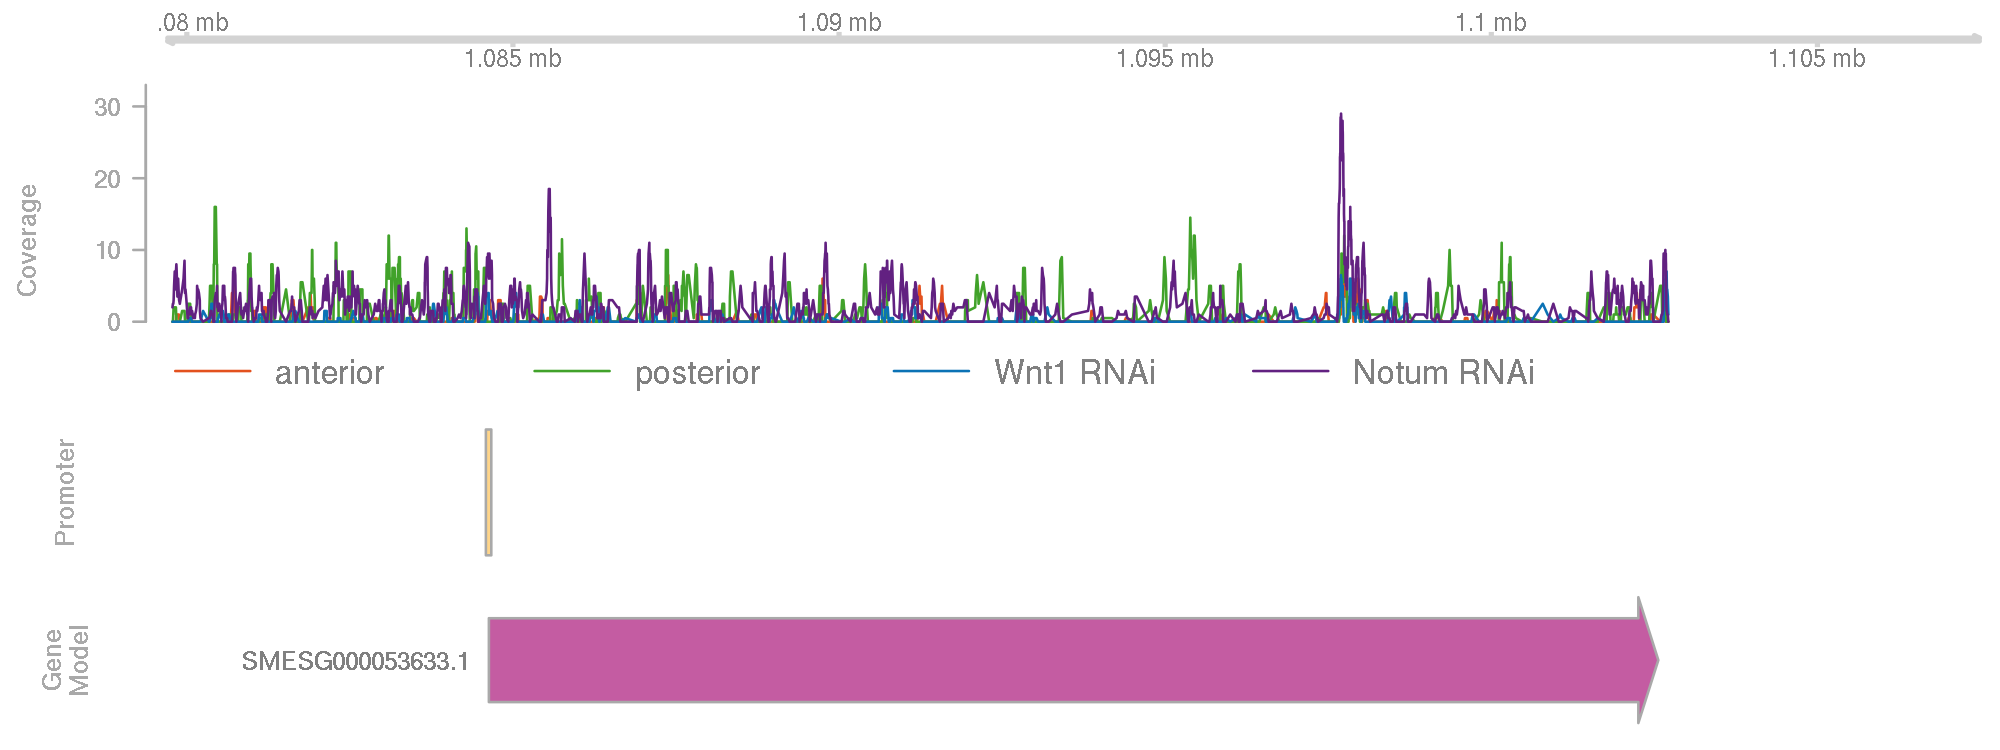 .08 mb 1.09 mb 1.1 mb
1.085 mb 1.095 mb 1.105 mb
Coverage
30
20
10
0
anterior posterior Wnt1 RNAi Notum RNAi
Promoter
Gene
Model
SMESG000053633.1